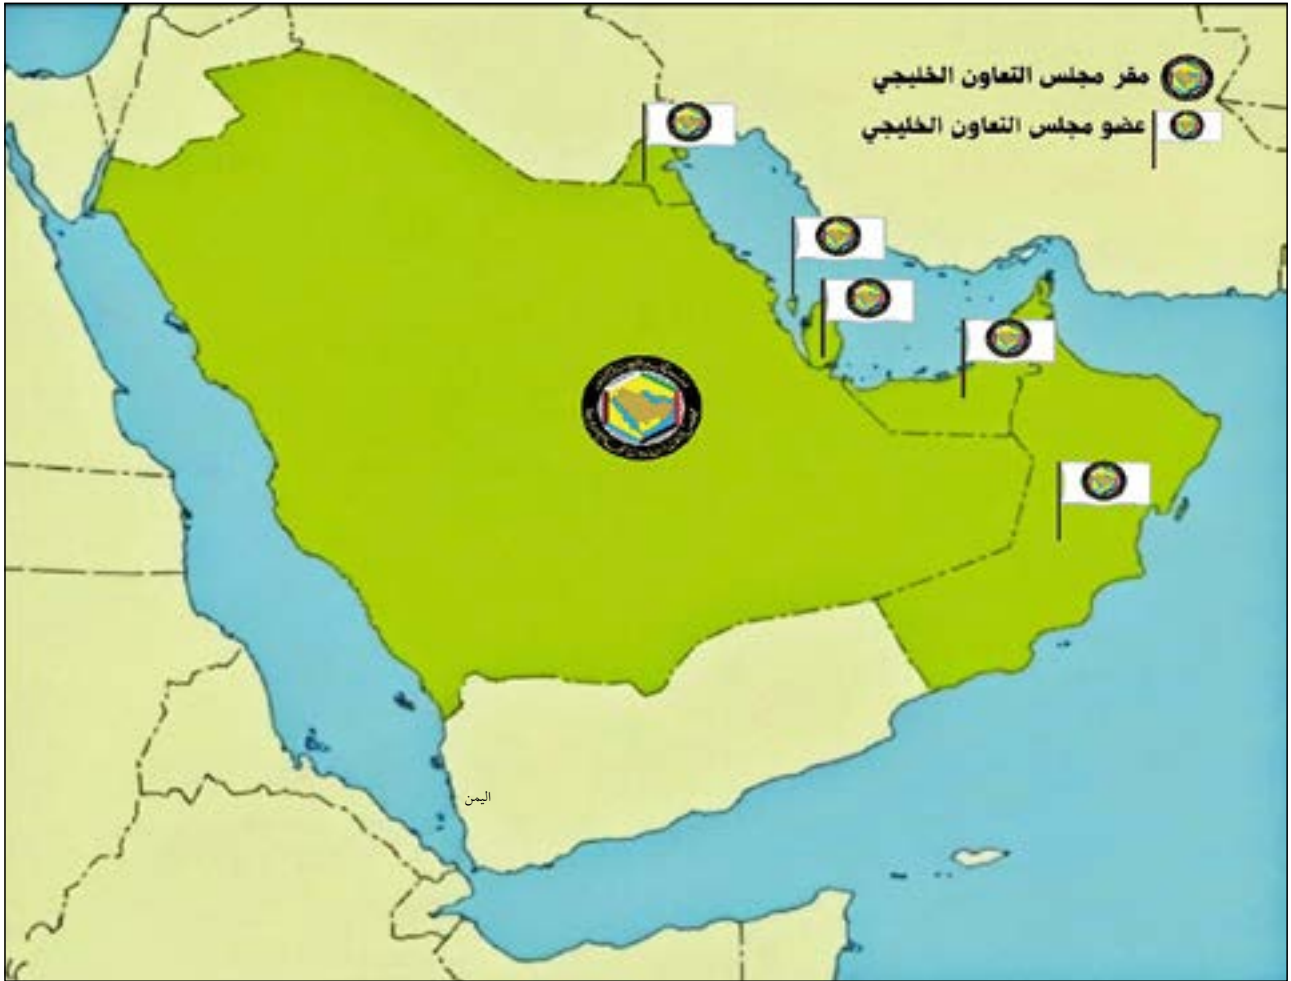 مقر مجلس التعاون الخليجي
عضو مجلس التعاون الخليجي
اليمن